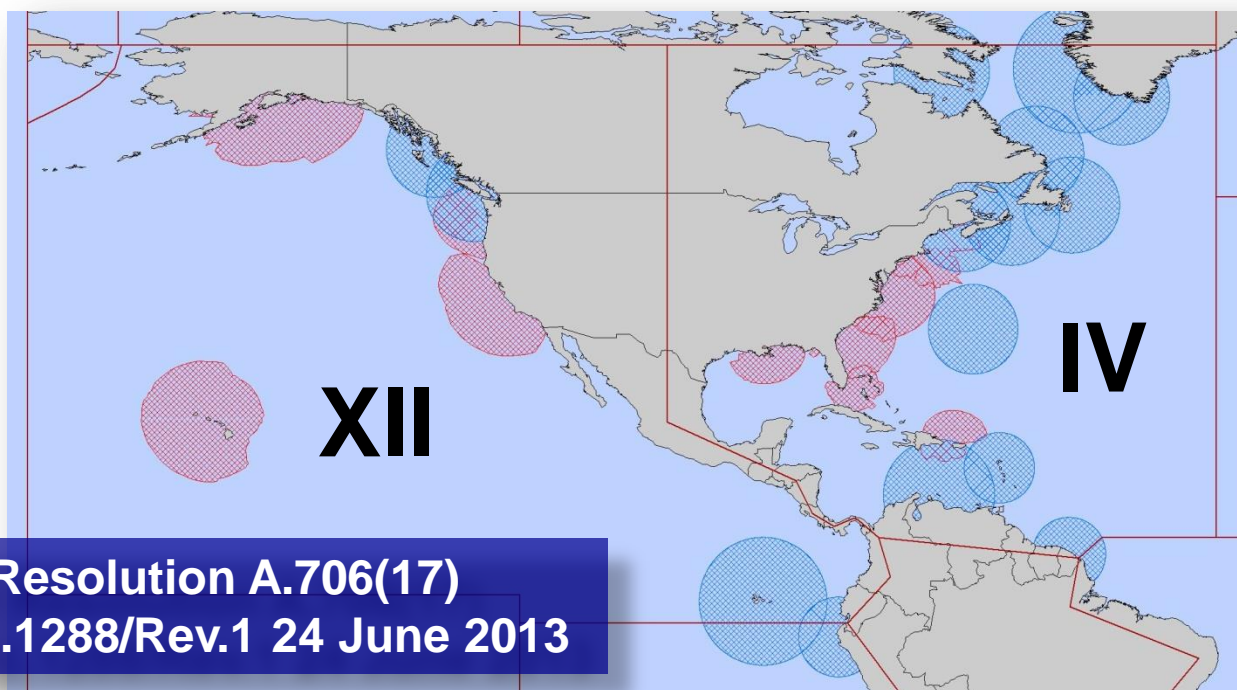 XII
IV
Resolution A.706(17)
.1288/Rev.1 24 June 2013